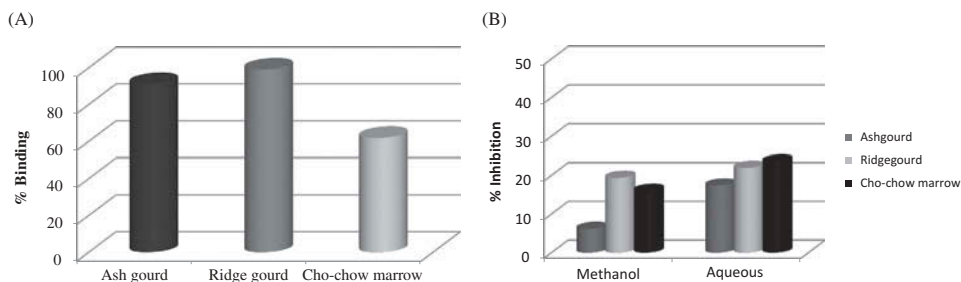 (A)
% Binding
100
80
60
40
20
0
Ash gourd
Ridge gourd
Cho-chow marrow
(B)
% Inhibition
50
40
30
20
10
0
Methanol
Aqueous
Ashgourd
Ridgegourd
Cho-chow marrow